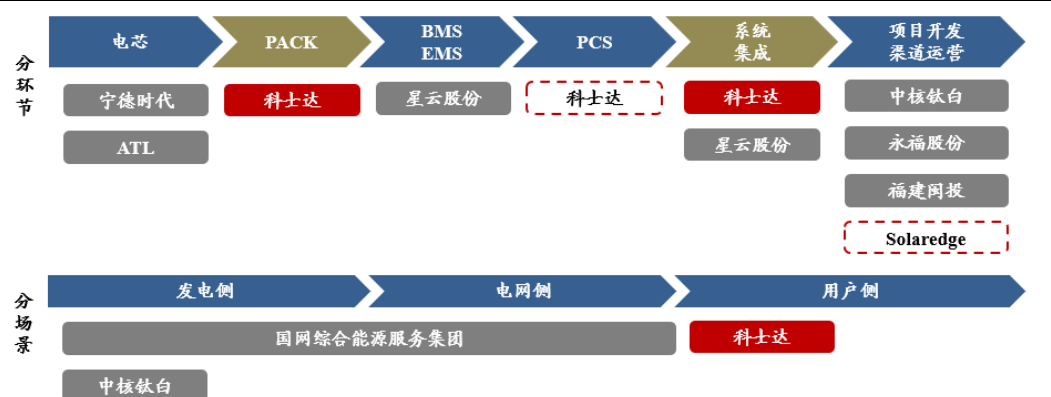 分环节
电芯
PACK
BMS
EMS
PCS
系统
集成
项目开发
渠道运营
宁德时代
科士达
星云股份
科士达
科士达
中核钛白
ATL
星云股份
永福股份
福建闽投
Solaredge
分场景
发电侧
电网侧
用户侧
国网综合能源服务集团
科士达
中核钛白